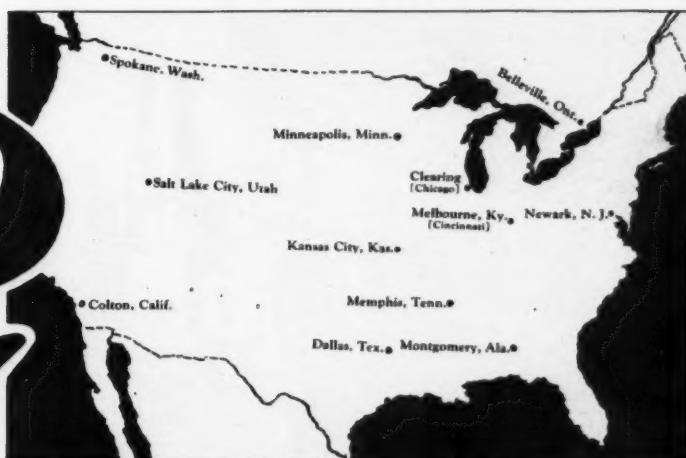 Spokane, Wash.
Belleville, Ont.
Minneapolis, Minn.
Salt Lake City, Utah
Clearing
(Chicago)
Melbourne, Ky.
(Cincinnati)
Newark, N. J.
Kansas City, Kas.
Colton, Calif.
Memphis, Tenn.
Dallas, Tex.
Montgomery, Ala.